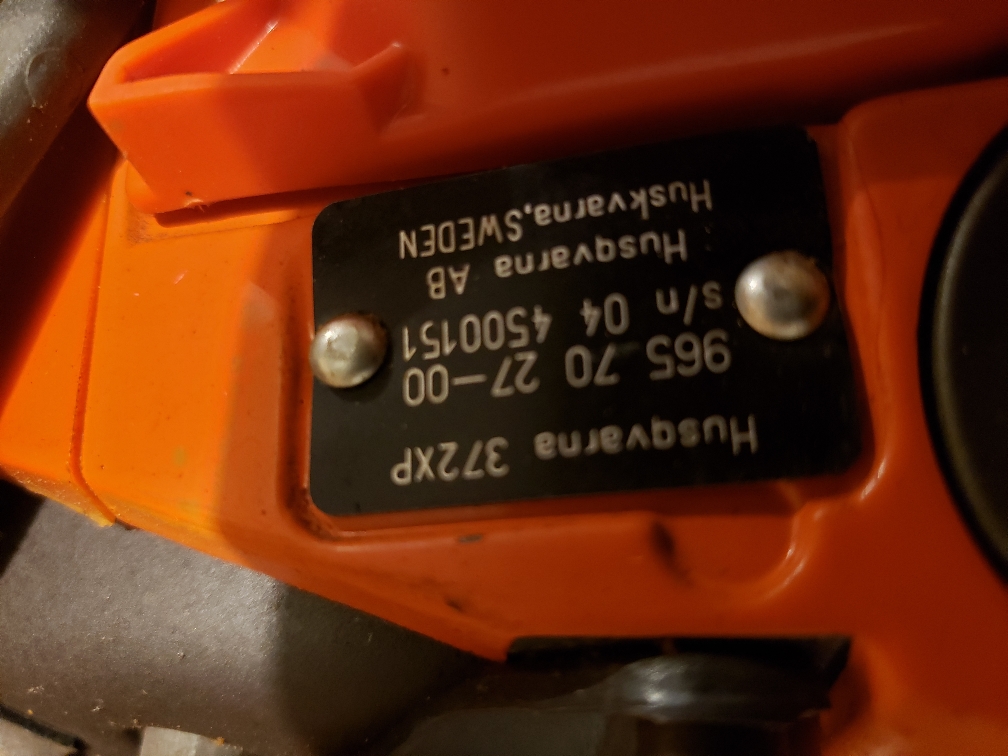 Husqvarna 372XP
965 70 27-00
s/n 04 4500151
Husqvarna AB
Huskvarna,SWEDEN